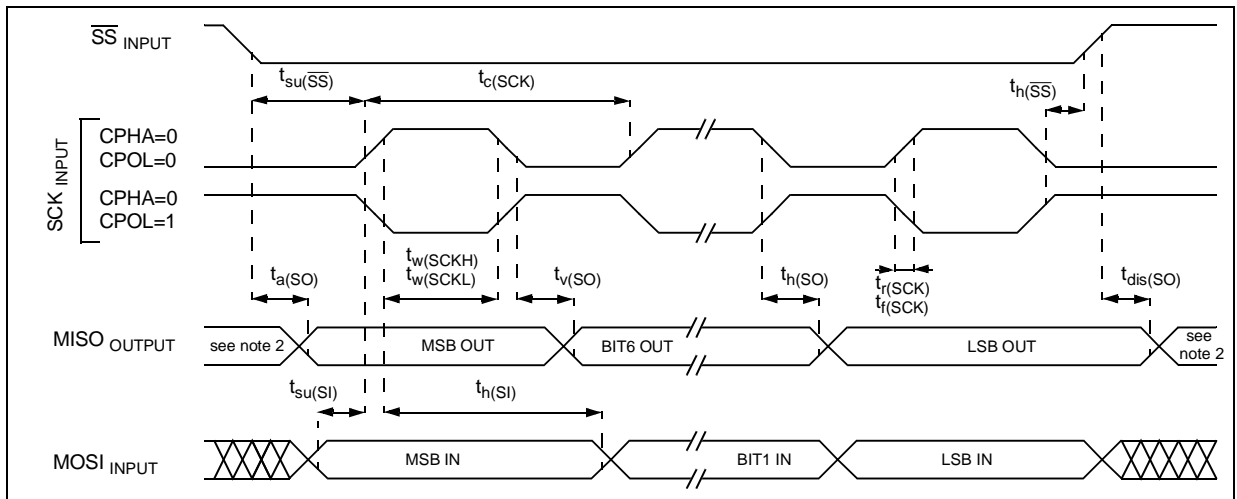 SS INPUT
tsu(SS)
tc(SCK)
th(SS)
SCK INPUT
CPHA=0
CPOL=0
CPHA=0
CPOL=1
ta(SO)
tw(SCKH)
tw(SCKL)
tv(SO)
th(SO)
tr(SCK)
tf(SCK)
tdis(SO)
MISO OUTPUT
see note 2
MSB OUT
BIT6 OUT
LSB OUT
see
note 2
tsu(SI)
th(SI)
MOSI INPUT
MSB IN
BIT1 IN
LSB IN